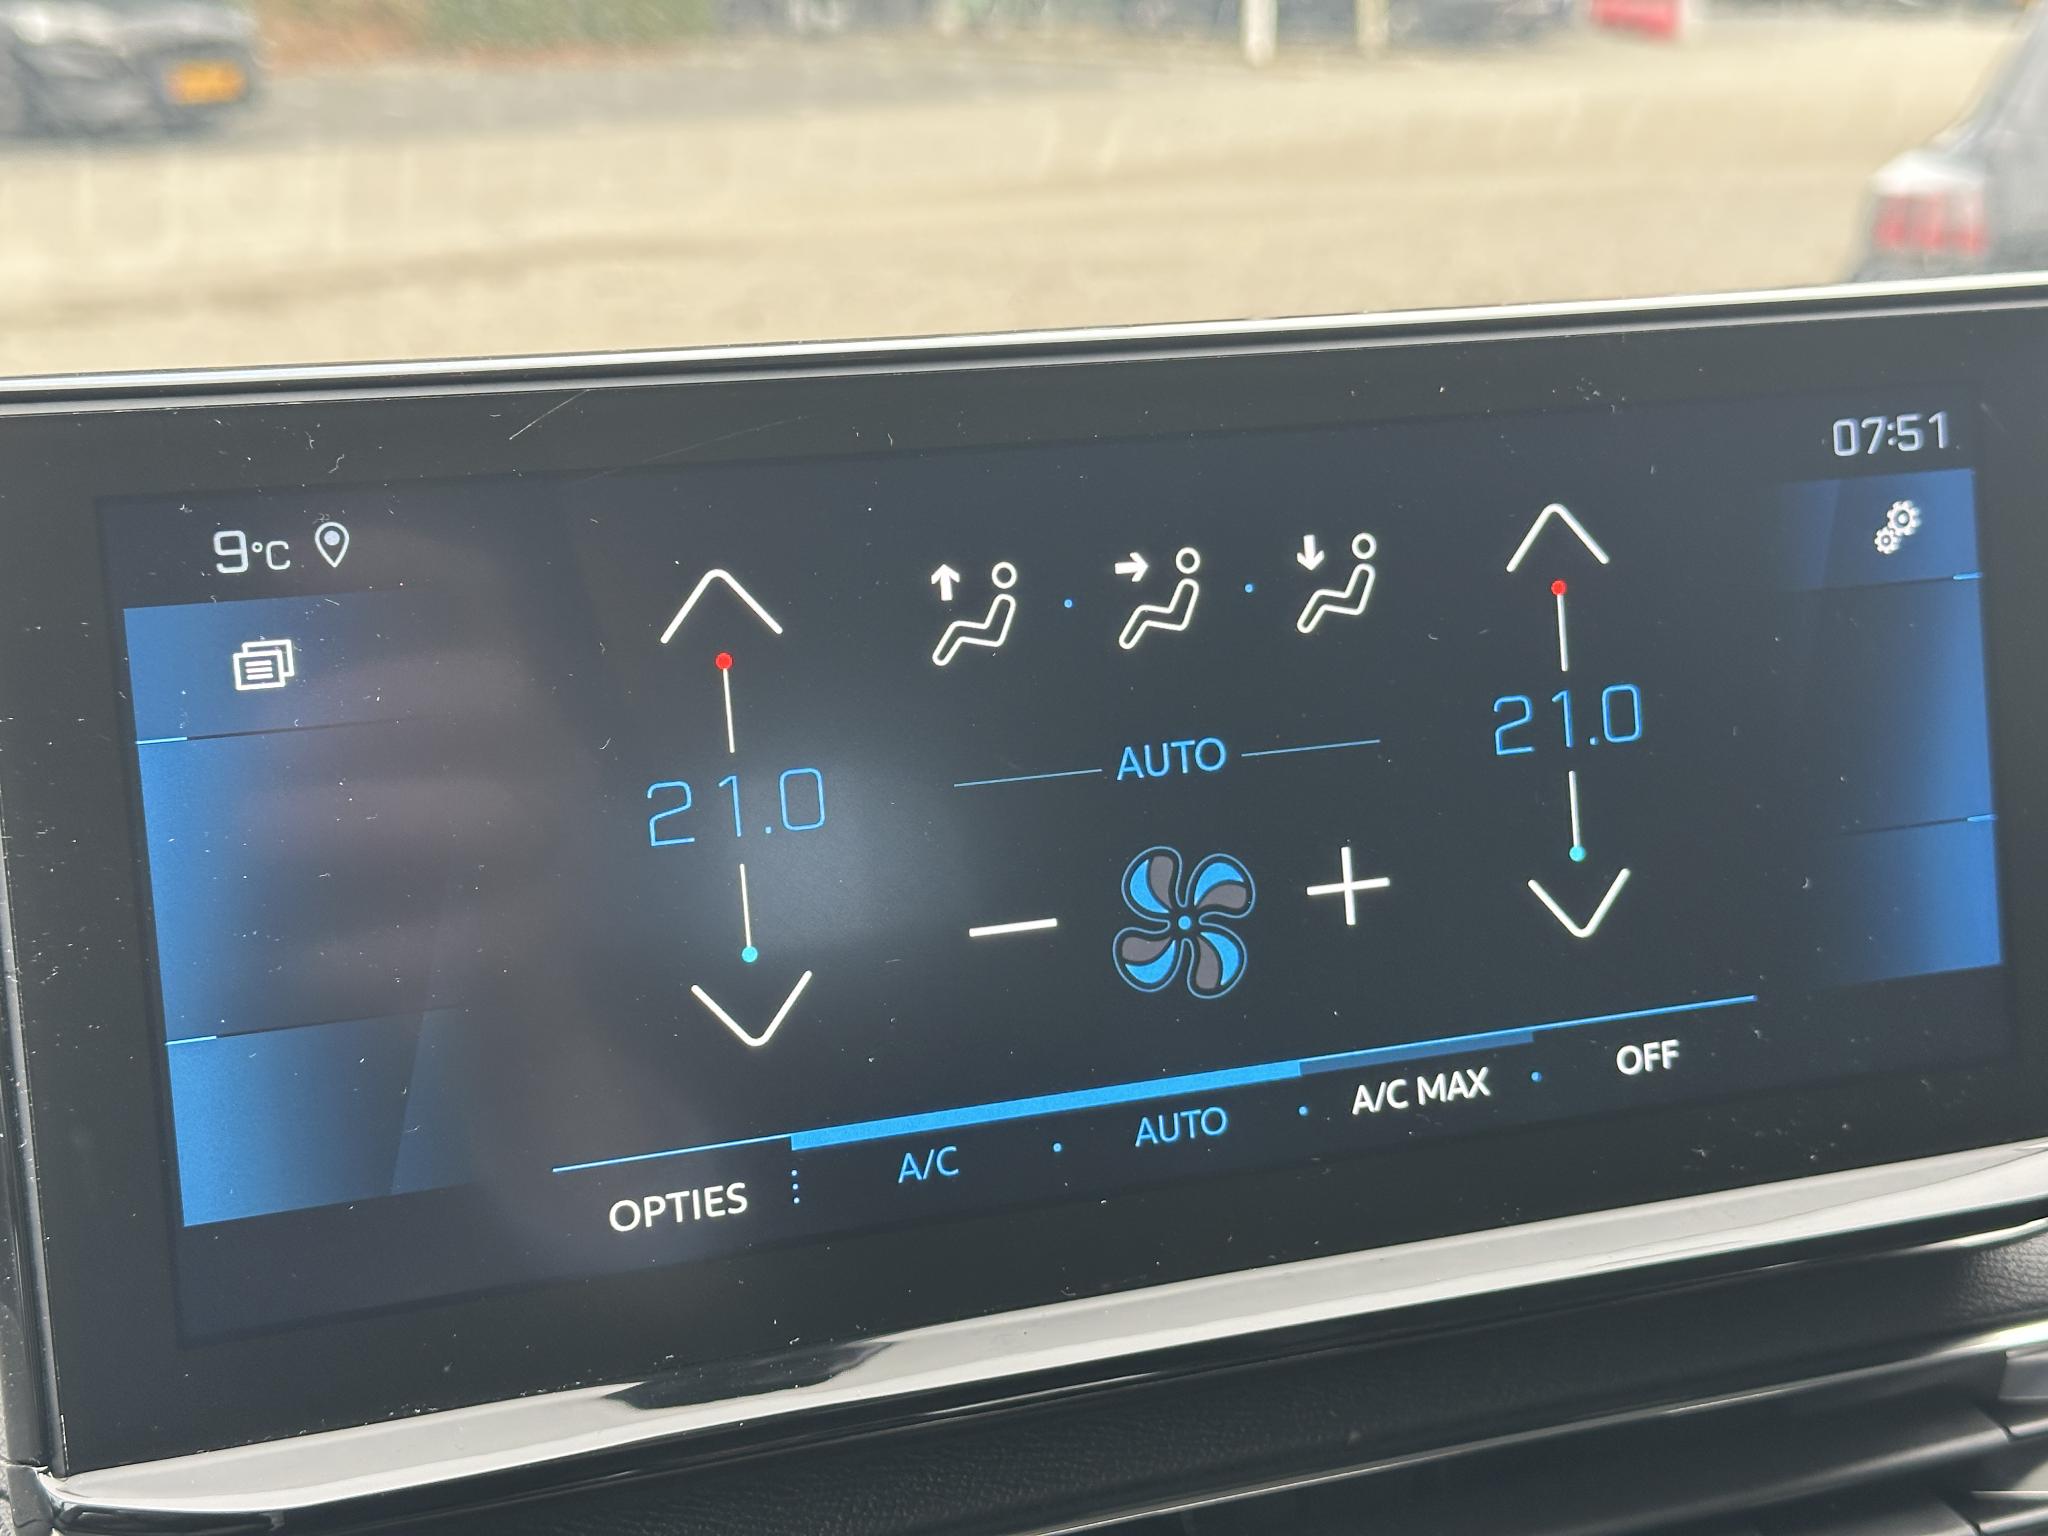 07:51
9°C
21.0
21.0
AUTO
OPTIES
A/C
AUTO
A/C MAX
OFF